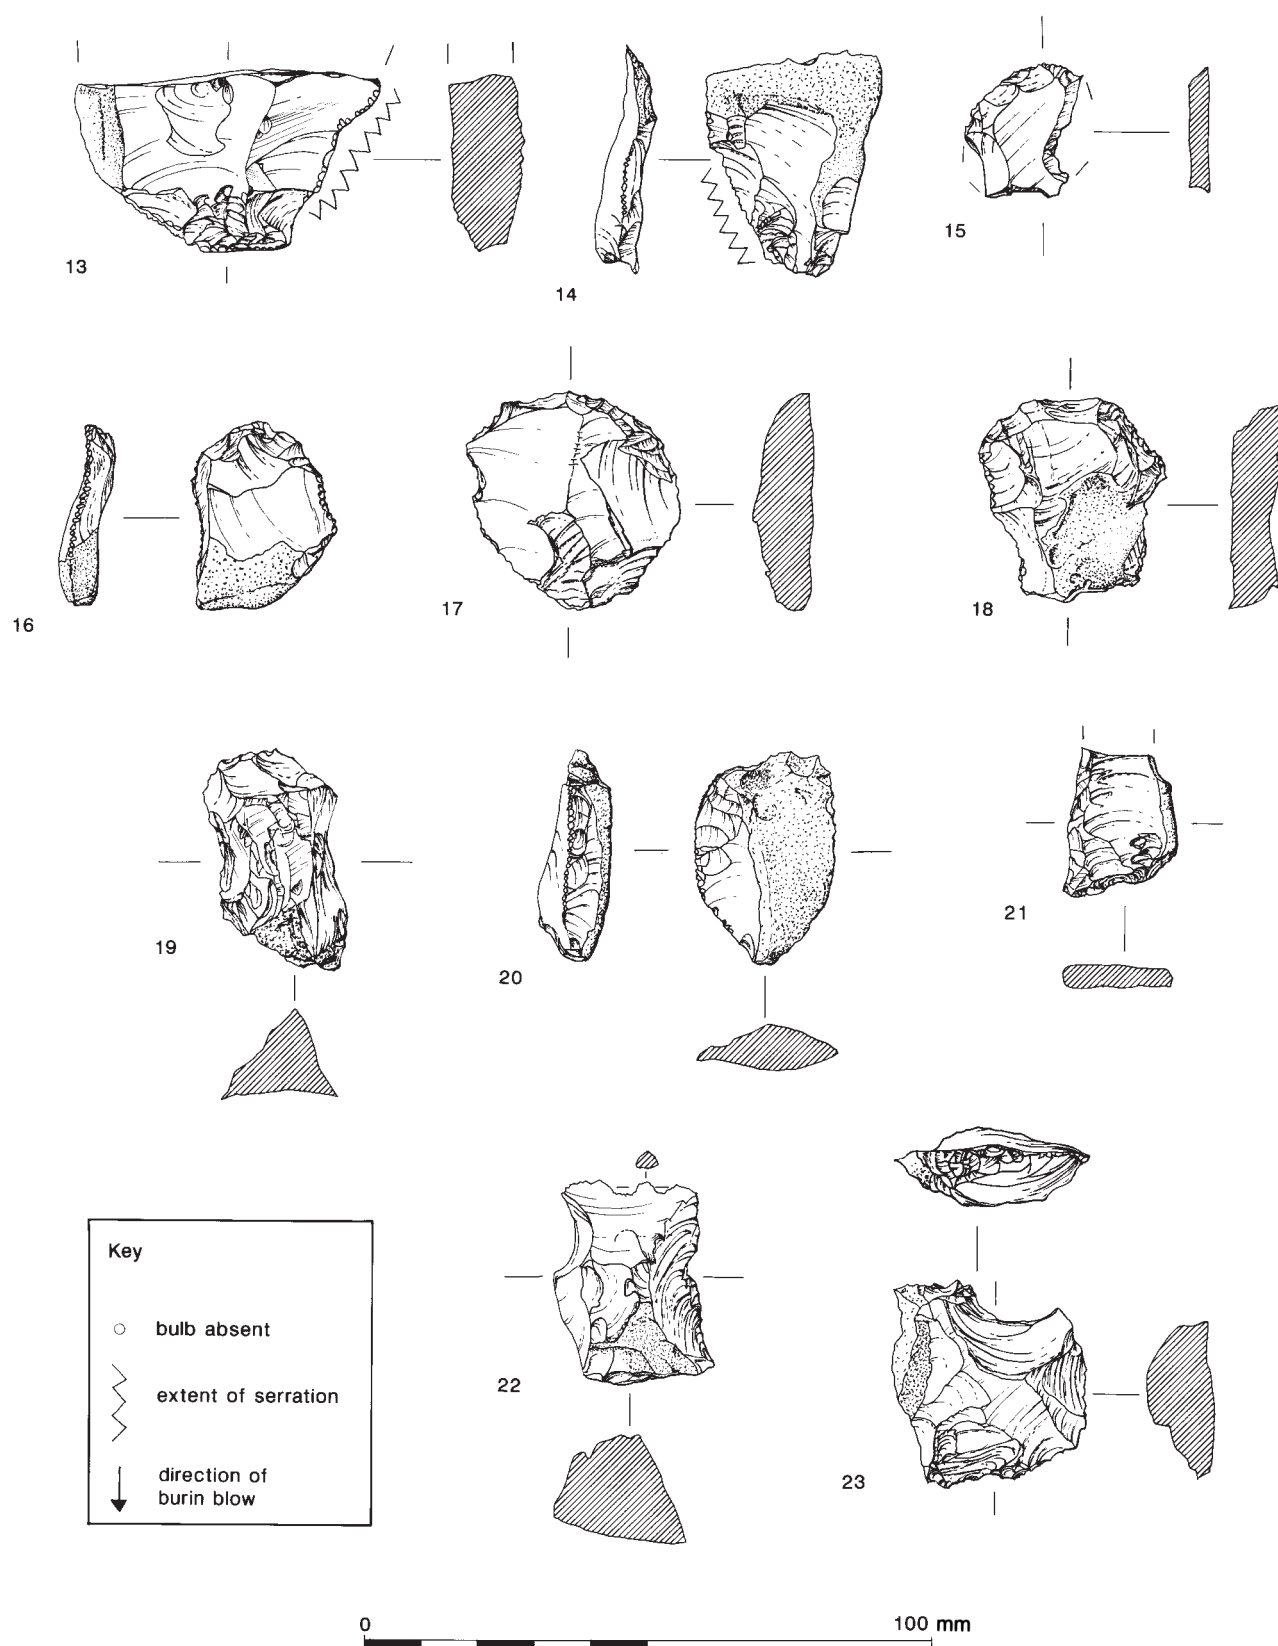 13
14
15
16
17
18
19
20
21
22
23
Key
bulb absent
extent of serration
direction of
burin blow
0
100 mm